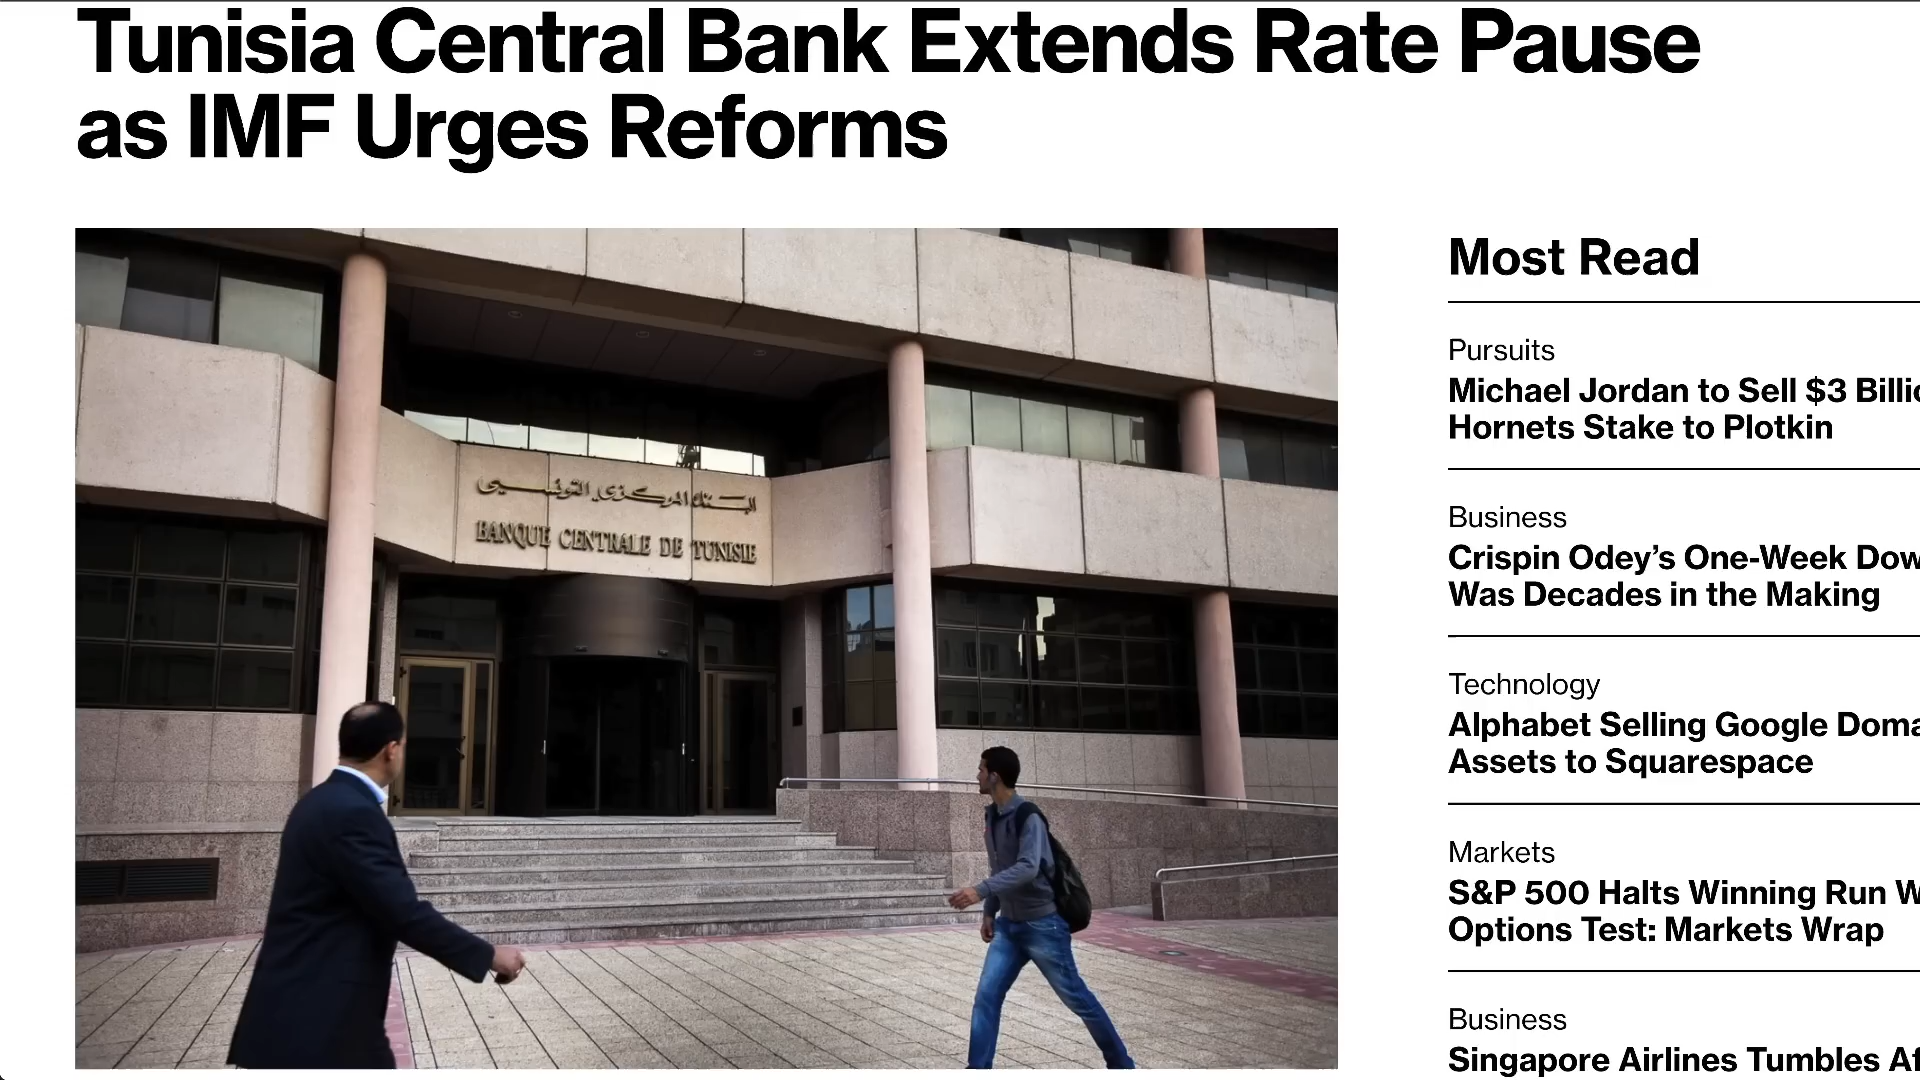 Tunisia Central Bank Extends Rate Pause
as IMF Urges Reforms
البنك المركزي التونسي
BANQUE CENTRALE DE TUNISIE
Most Read
Pursuits
Michael Jordan to Sell $3 Billio
Hornets Stake to Plotkin
Business
Crispin Odey’s One-Week Dow
Was Decades in the Making
Technology
Alphabet Selling Google Doma
Assets to Squarespace
Markets
S&P 500 Halts Winning Run W
Options Test: Markets Wrap
Business
Singapore Airlines Tumbles Af